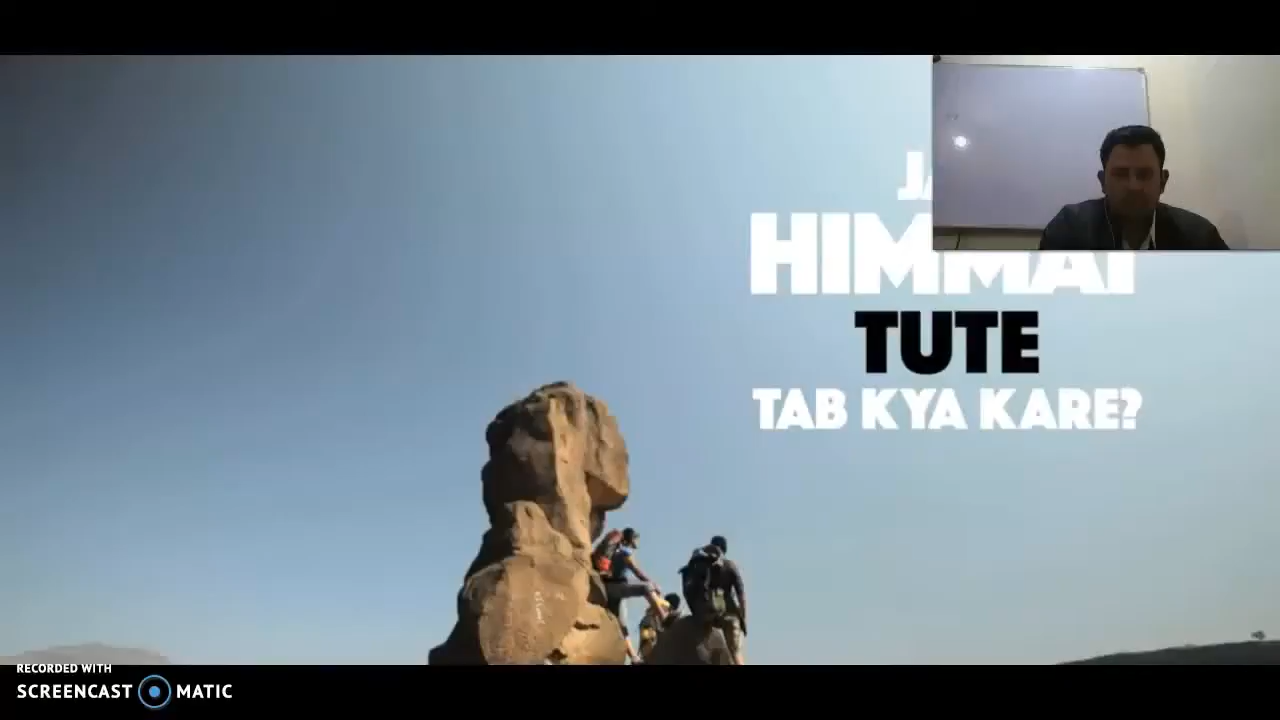 HIMMAT
TUTE
TAB KYA KARE?
RECORDED WITH
SCREENCAST MATIC